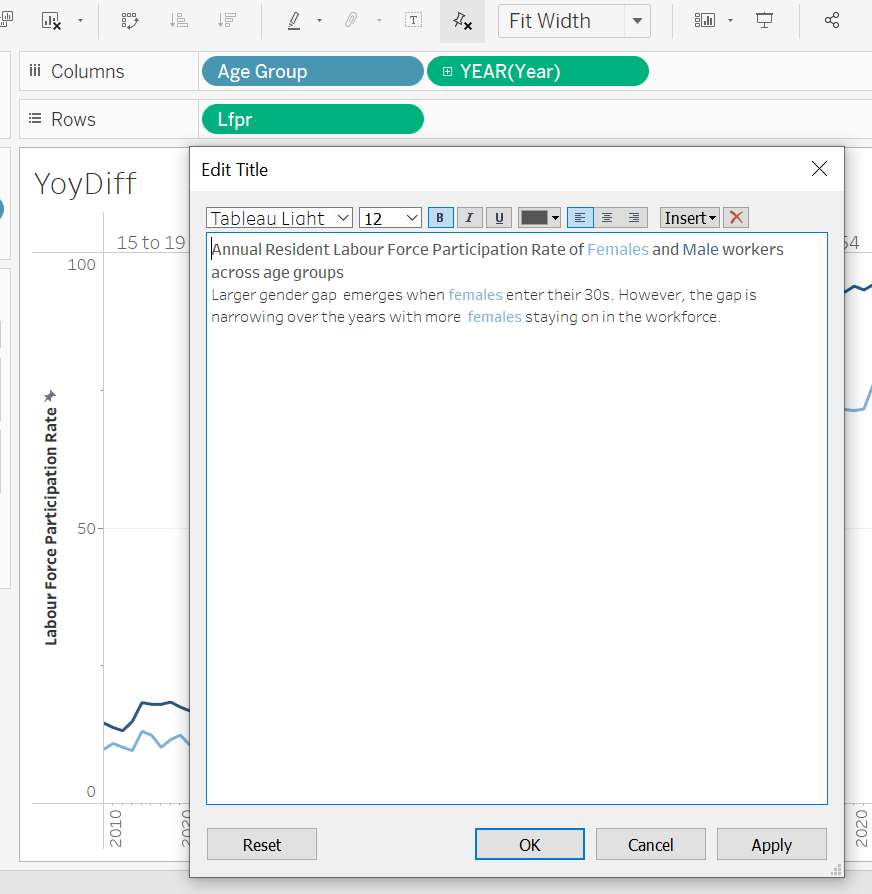 Fit Width
Columns
Age Group
YEAR(Year)
Rows
Lfpr
YoyDiff
Edit Title
Tableau Light
12
B
I
U
Insert
15 to 19
54
Annual Resident Labour Force Participation Rate of Females and Male workers
across age groups
Larger gender gap emerges when females enter their 30s. However, the gap is
narrowing over the years with more females staying on in the workforce.
100
50
0
Labour Force Participation Rate
2010
2020
Reset
OK
Cancel
Apply